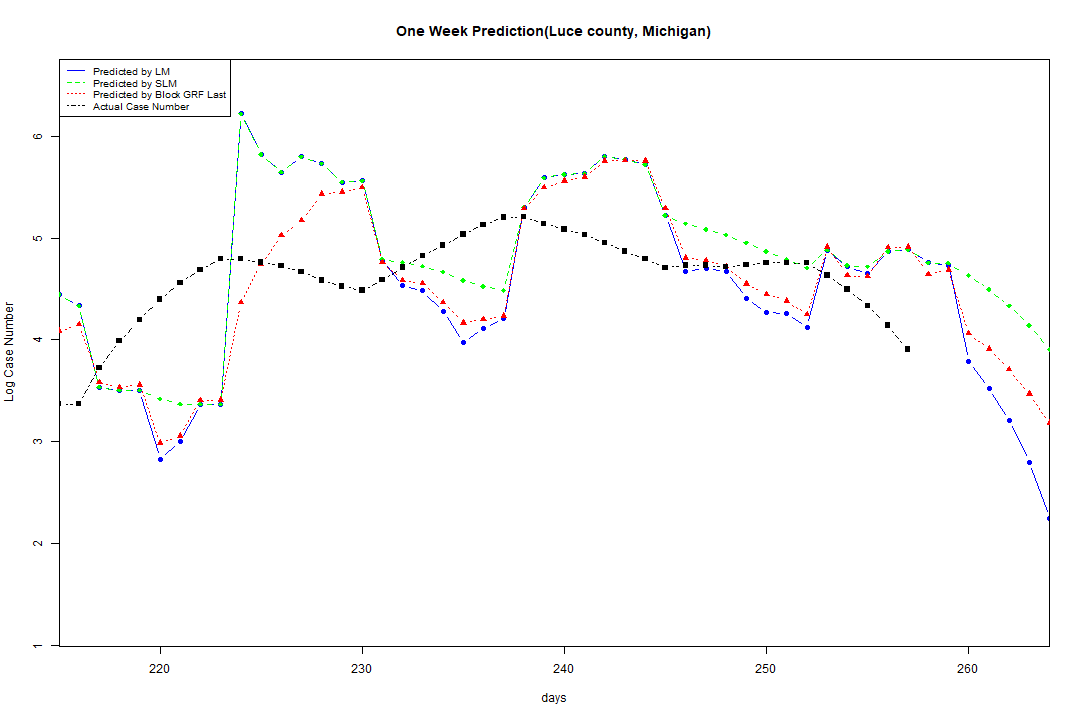 One Week Prediction(Luce county, Michigan)
Predicted by LM
Predicted by SLM
Predicted by Block GRF Last
Actual Case Number
6
5
4
3
2
1
Log Case Number
220 230 240 250 260
days